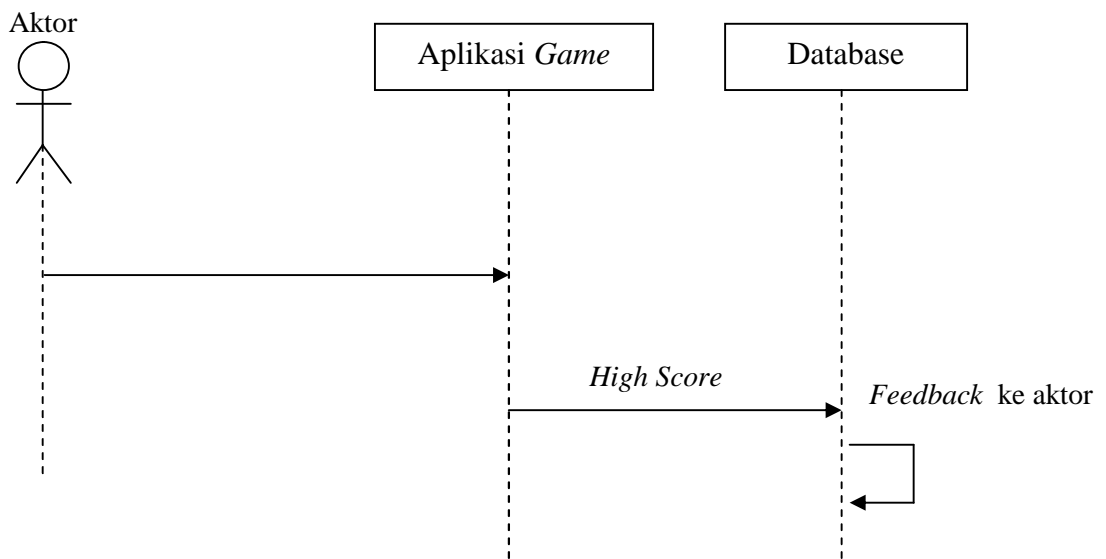 Aktor
Aplikasi Game
Database
High Score
Feedback ke aktor